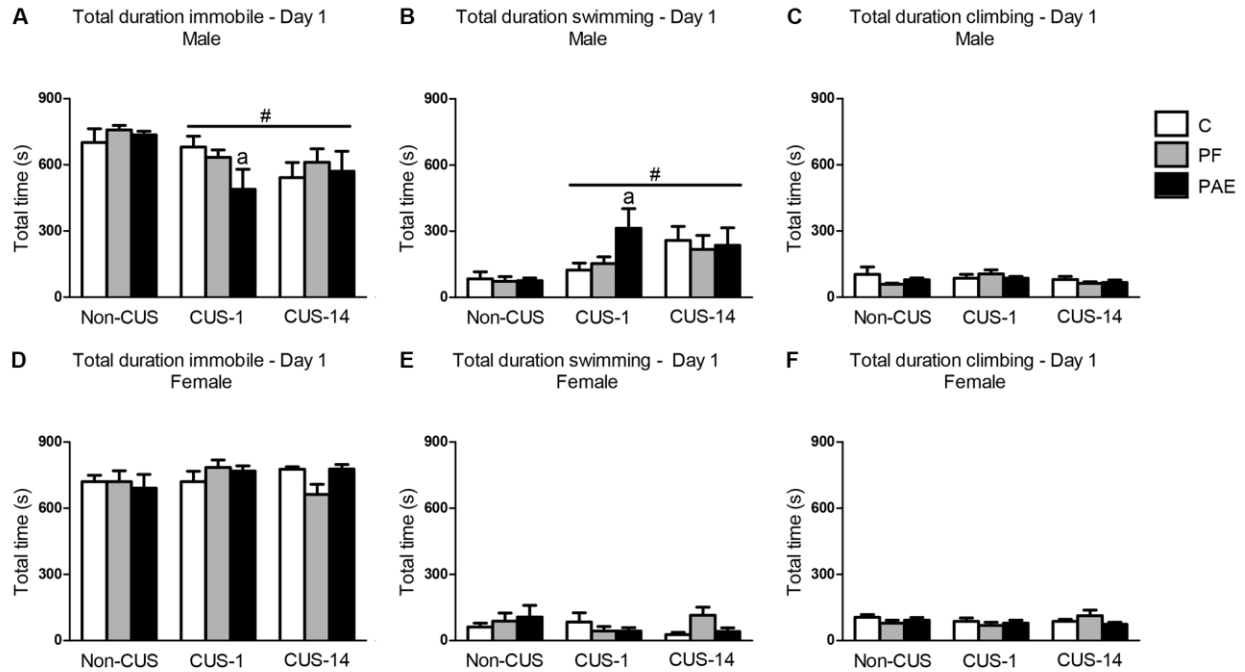 A Total duration immobile - Day 1
Male
900
600
300
0
Total time (s)
#
a
Non-CUS CUS-1 CUS-14
B Total duration swimming - Day 1
Male
900
600
300
0
Total time (s)
#
a
Non-CUS CUS-1 CUS-14
C Total duration climbing - Day 1
Male
900
600
300
0
Total time (s)
Non-CUS CUS-1 CUS-14
C
PF
PAE
D Total duration immobile - Day 1
Female
900
600
300
0
Total time (s)
Non-CUS CUS-1 CUS-14
E Total duration swimming - Day 1
Female
900
600
300
0
Total time (s)
Non-CUS CUS-1 CUS-14
F Total duration climbing - Day 1
Female
900
600
300
0
Total time (s)
Non-CUS CUS-1 CUS-14